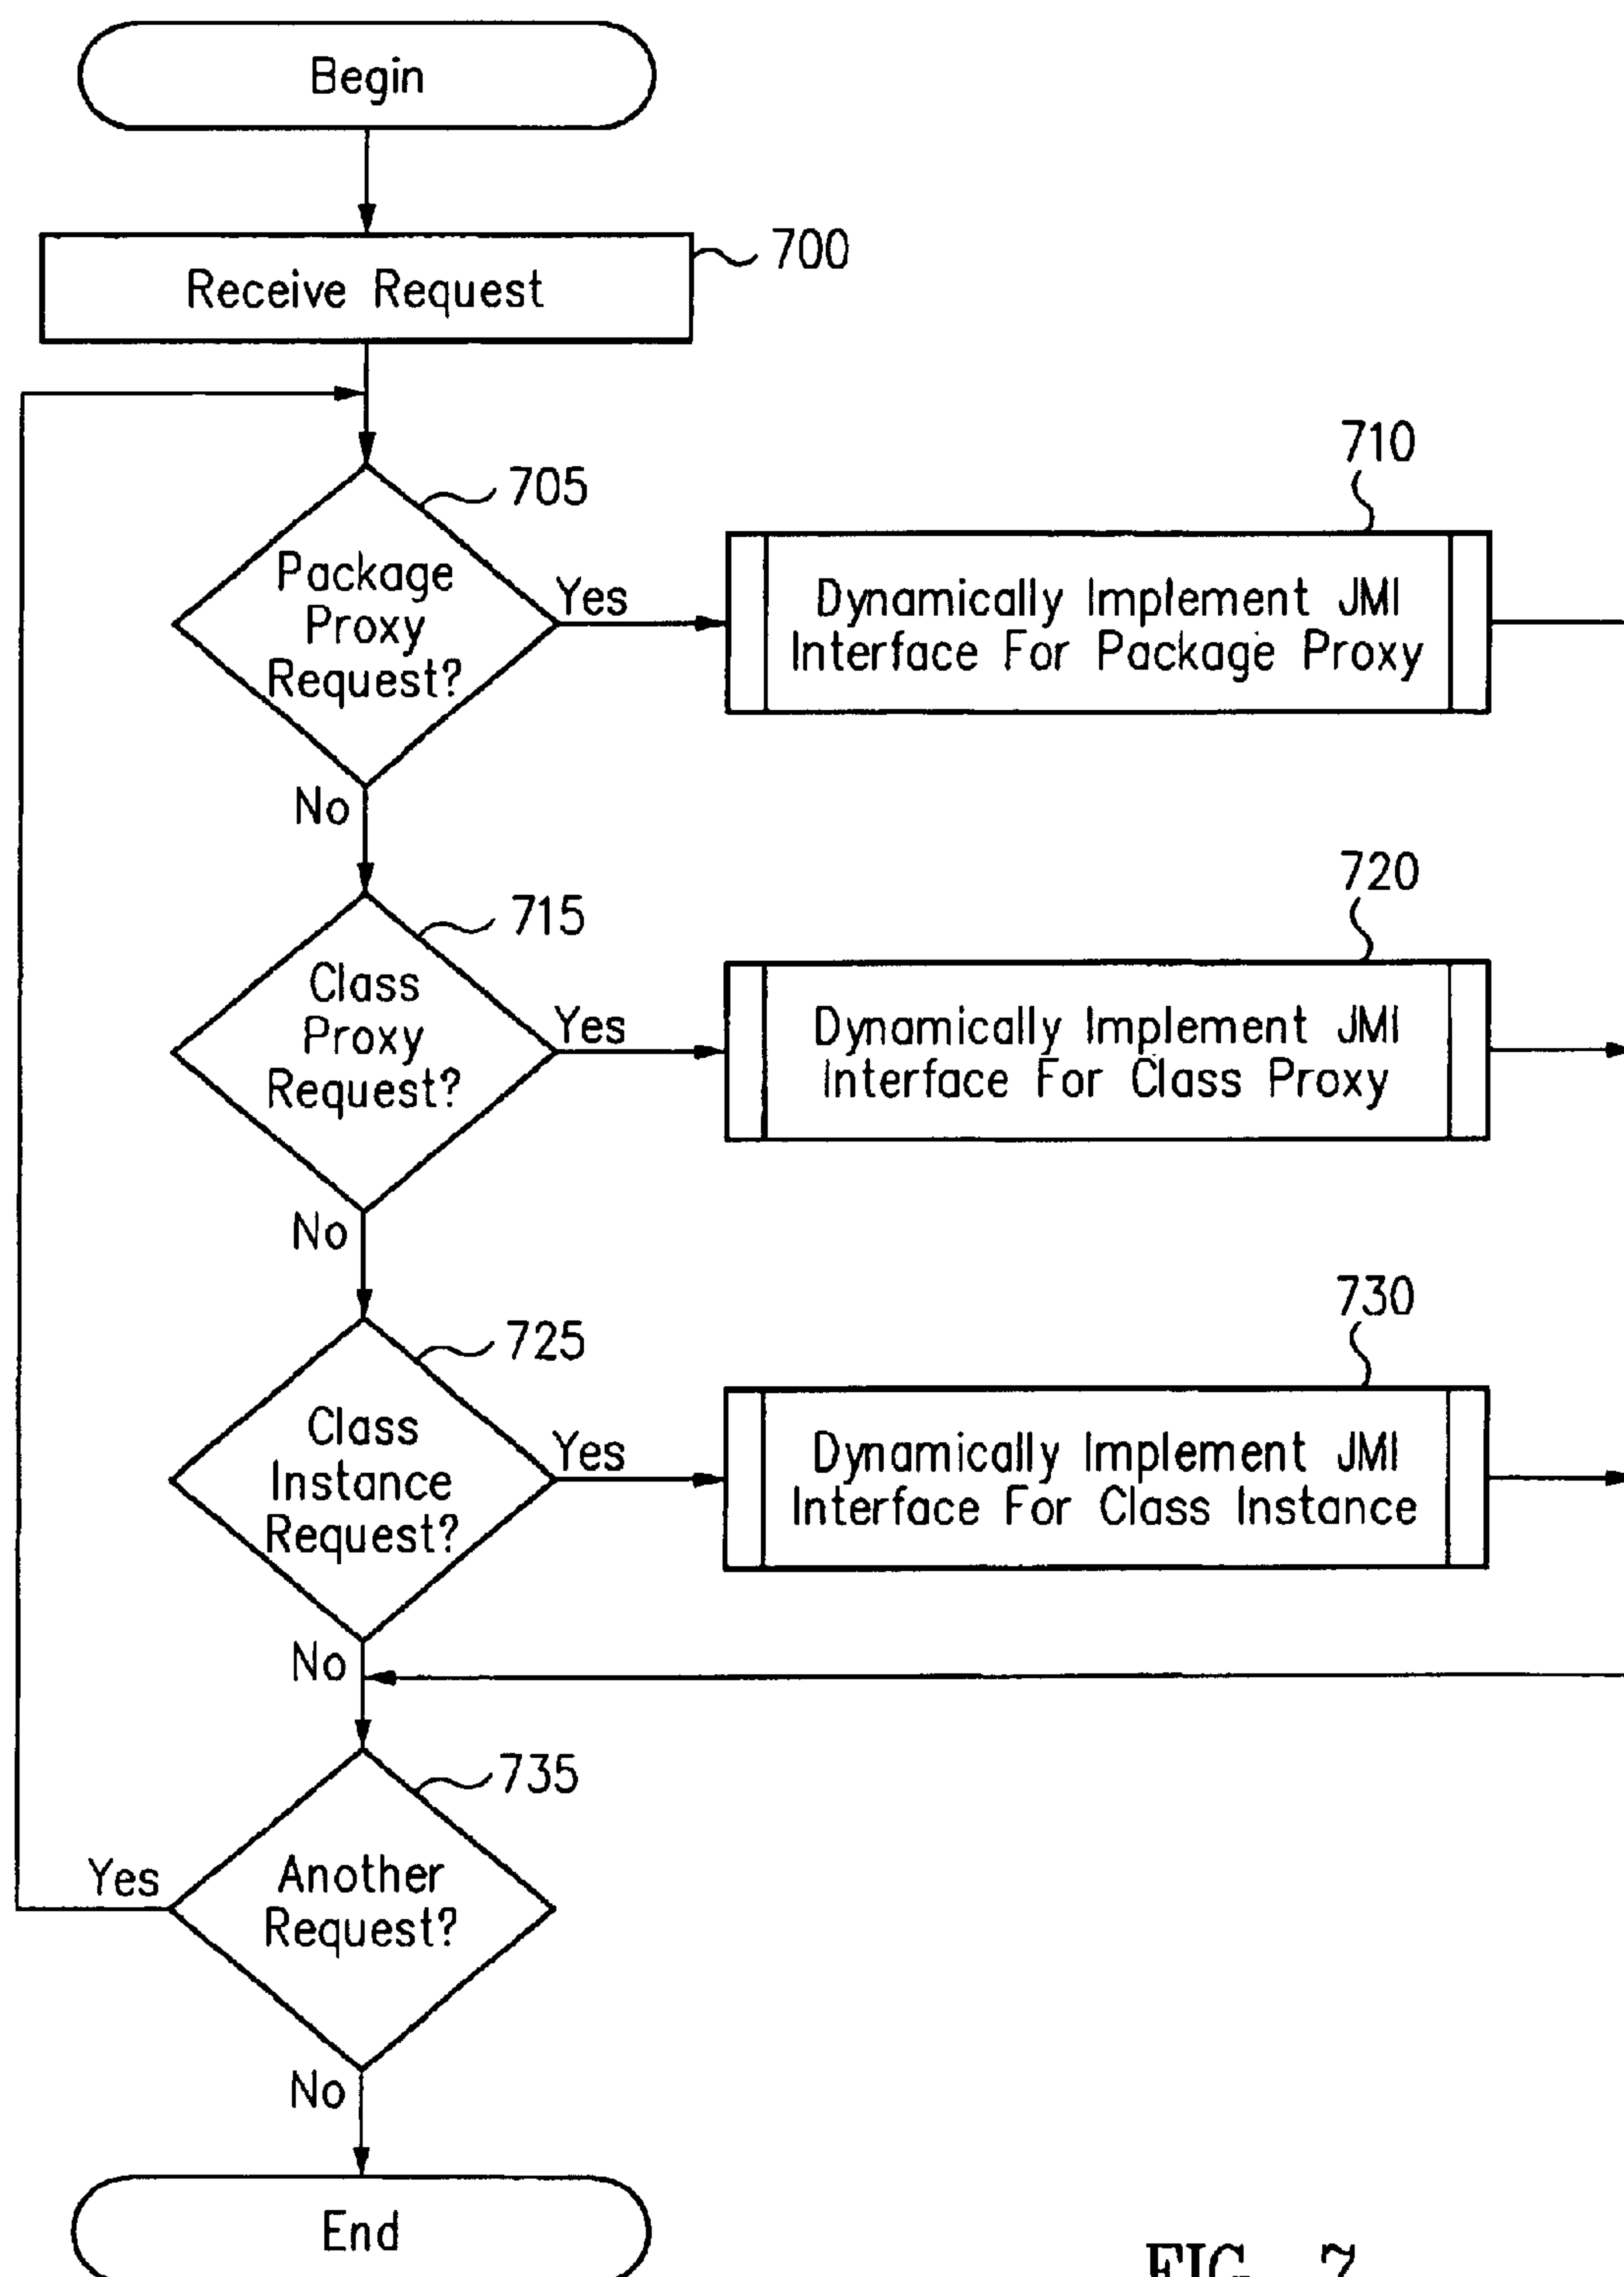 Begin
Receive Request
700
705
Package
Proxy
Request?
Yes
No
710
Dynamically Implement JMI
Interface For Package Proxy
715
Class
Proxy
Request?
Yes
No
720
Dynamically Implement JMI
Interface For Class Proxy
725
Class
Instance
Request?
Yes
No
730
Dynamically Implement JMI
Interface For Class Instance
735
Another
Request?
Yes
No
End
FIG. 7